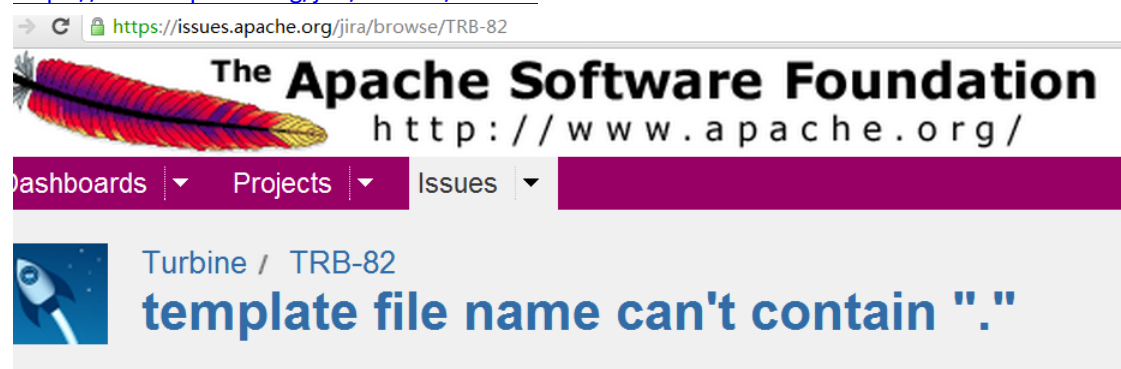 https://issues.apache.org/jira/browse/TRB-82
The Apache Software Foundation
http://www.apache.org/
Dashboards Projects Issues
Turbine / TRB-82
template file name can't contain "."